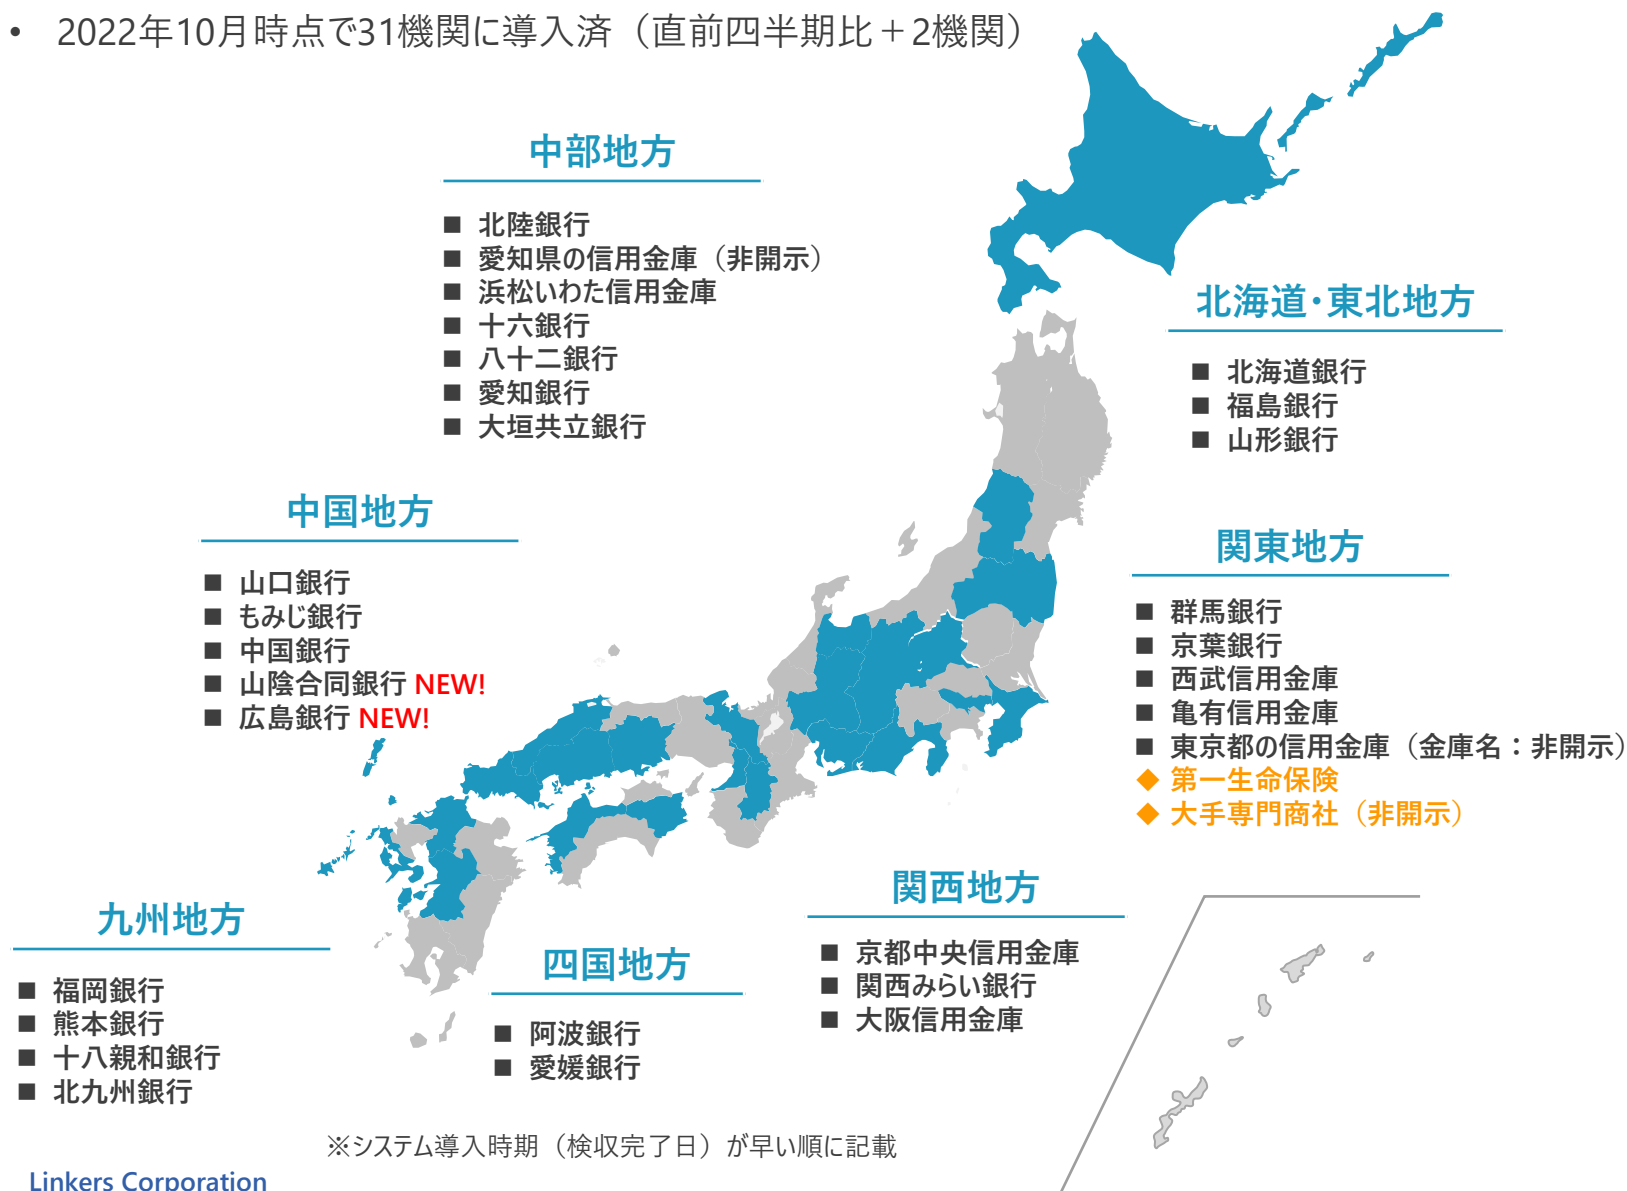 • 2022年10月時点で31機関に導入済（直前四半期比＋2機関）
中部地方
■ 北陸銀行
■ 愛知県の信用金庫（非開示）
■ 浜松いわた信用金庫
■ 十六銀行
■ 八十二銀行
■ 愛知銀行
■ 大垣共立銀行
北海道・東北地方
■ 北海道銀行
■ 福島銀行
■ 山形銀行
中国地方
■ 山口銀行
■ もみじ銀行
■ 中国銀行
■ 山陰合同銀行 NEW!
■ 広島銀行 NEW!
関東地方
■ 群馬銀行
■ 京葉銀行
■ 西武信用金庫
■ 亀有信用金庫
■ 東京都の信用金庫（金庫名：非開示）
◆ 第一生命保険
◆ 大手専門商社（非開示）
関西地方
■ 京都中央信用金庫
■ 関西みらい銀行
■ 大阪信用金庫
九州地方
■ 福岡銀行
■ 熊本銀行
■ 十八親和銀行
■ 北九州銀行
四国地方
■ 阿波銀行
■ 愛媛銀行
※システム導入時期（検収完了日）が早い順に記載
Linkers Corporation